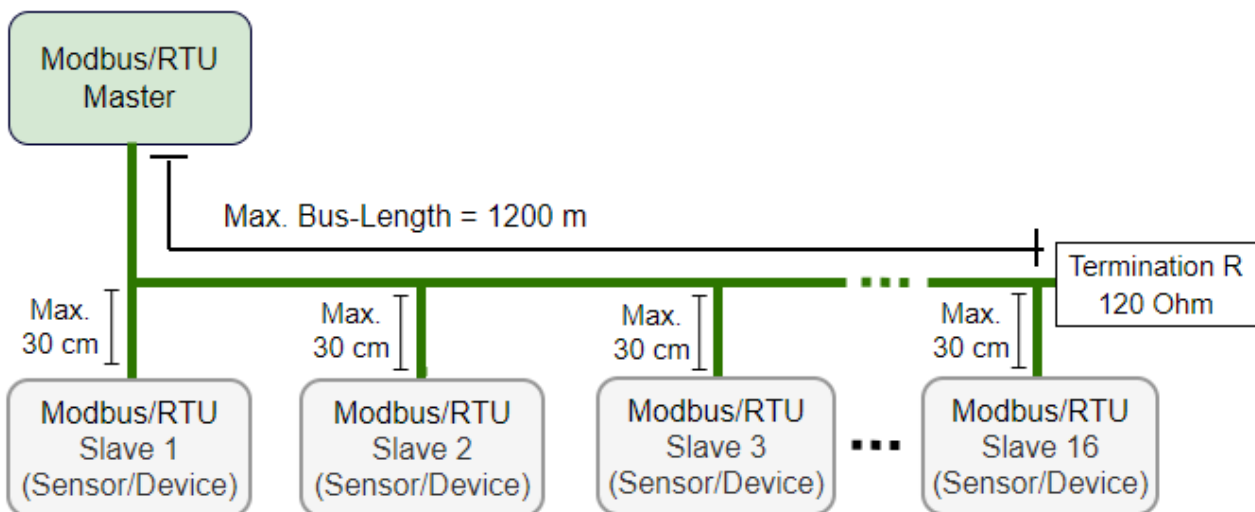 Modbus/RTU
Master
Max. Bus-Length = 1200 m
Termination R
120 Ohm
Max.
30 cm
Max.
30 cm
Max.
30 cm
Max.
30 cm
Modbus/RTU
Slave 1
(Sensor/Device)
Modbus/RTU
Slave 2
(Sensor/Device)
Modbus/RTU
Slave 3
(Sensor/Device)
Modbus/RTU
Slave 16
(Sensor/Device)